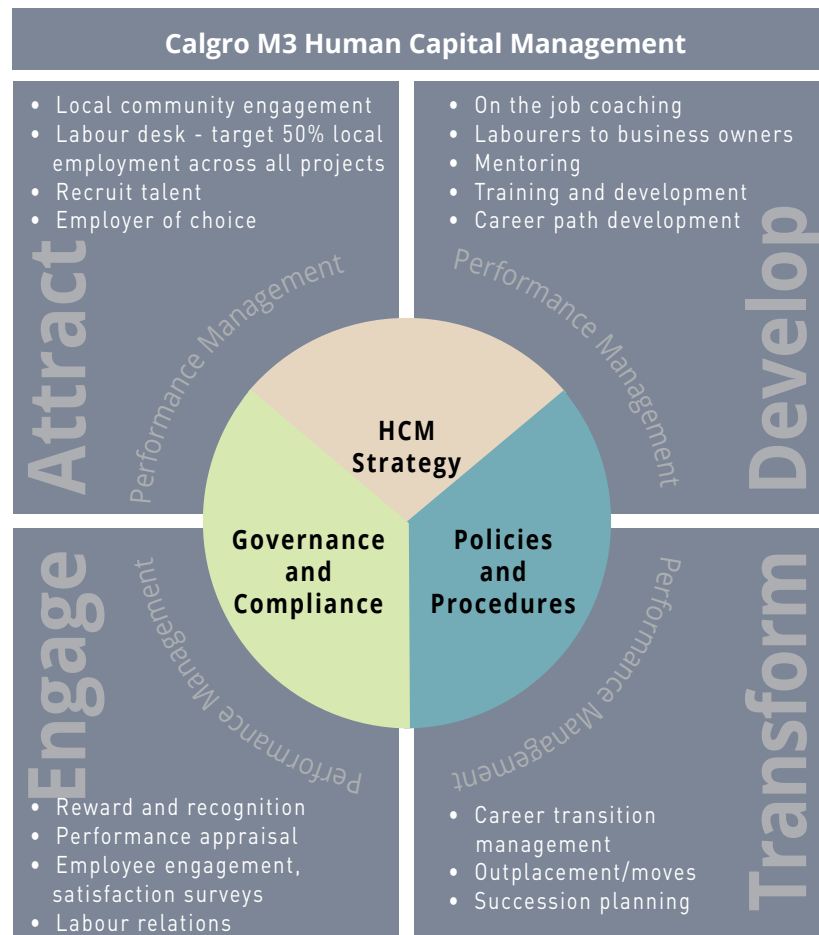 Calgro M3 Human Capital Management
• Local community engagement
• Labour desk - target 50% local
employment across all projects
• Recruit talent
• Employer of choice
Attract
Performance Management
• On the job coaching
• Labourers to business owners
• Mentoring
• Training and development
• Career path development
Develop
Performance Management
HCM
Strategy
Governance
and
Compliance
Policies
and
Procedures
Engage
Performance Management
• Reward and recognition
• Performance appraisal
• Employee engagement,
satisfaction surveys
• Labour relations
Transform
Performance Management
• Career transition
management
• Outplacement/moves
• Succession planning